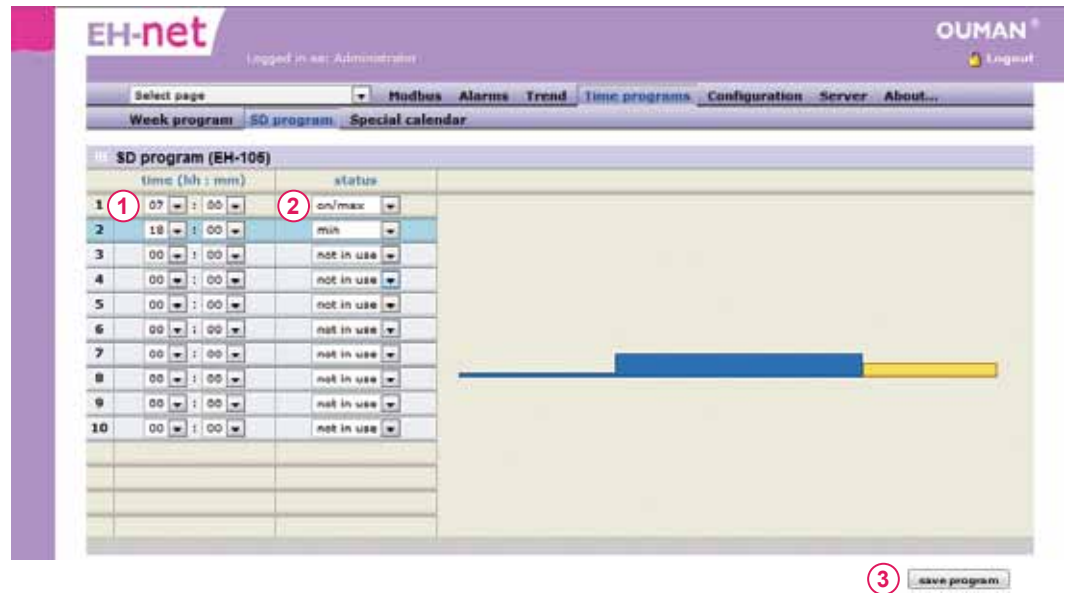 EH-net
OUMAN®
Logged in as: Administrator
Logout
Select page Modbus Alarms Trend Time programs Configuration Server About...
Week program SD program Special calendar
SD program (EH-105)
time (hh : mm) status
1 1 07 : 00 2 on/max
2 18 : 00 min
3 00 : 00 not in use
4 00 : 00 not in use
5 00 : 00 not in use
6 00 : 00 not in use
7 00 : 00 not in use
8 00 : 00 not in use
9 00 : 00 not in use
10 00 : 00 not in use
3 save program